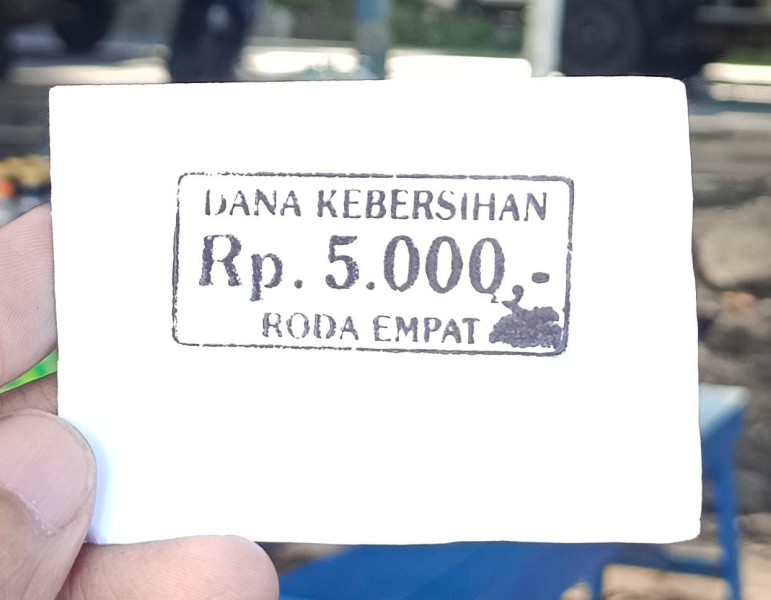 DANA KEBERSIHAN
Rp. 5.000,-
RODA EMPAT